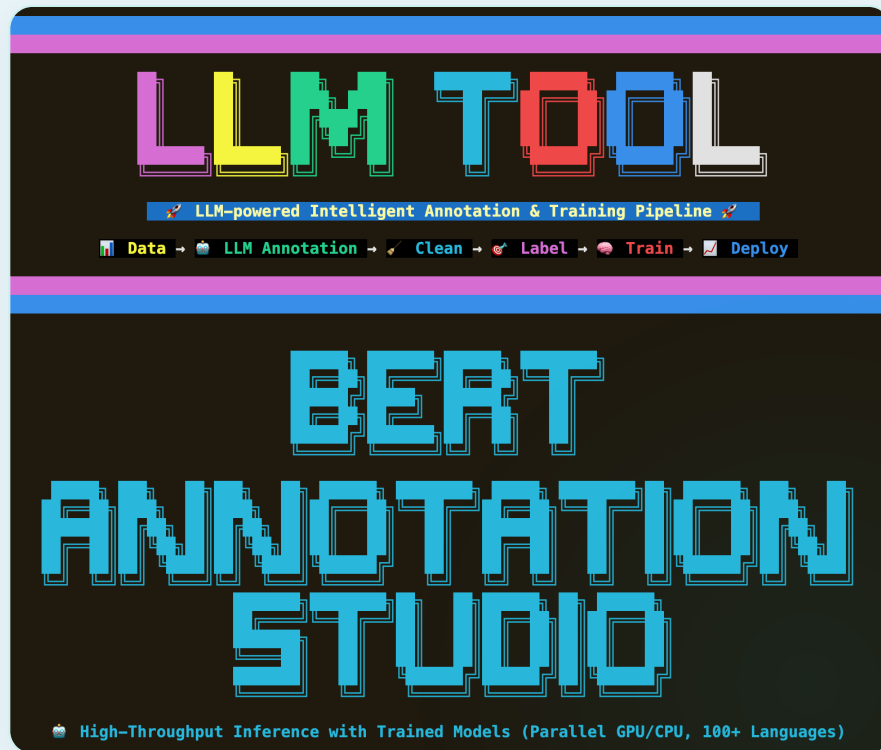 LLM TOOL
🚀 LLM-powered Intelligent Annotation & Training Pipeline 🚀
📊 Data → 🤖 LLM Annotation → 🧹 Clean → 🎯 Label → 🧠 Train → 📈 Deploy
BERT
ANNOTATION
STUDIO
🤖 High-Throughput Inference with Trained Models (Parallel GPU/CPU, 100+ Languages)